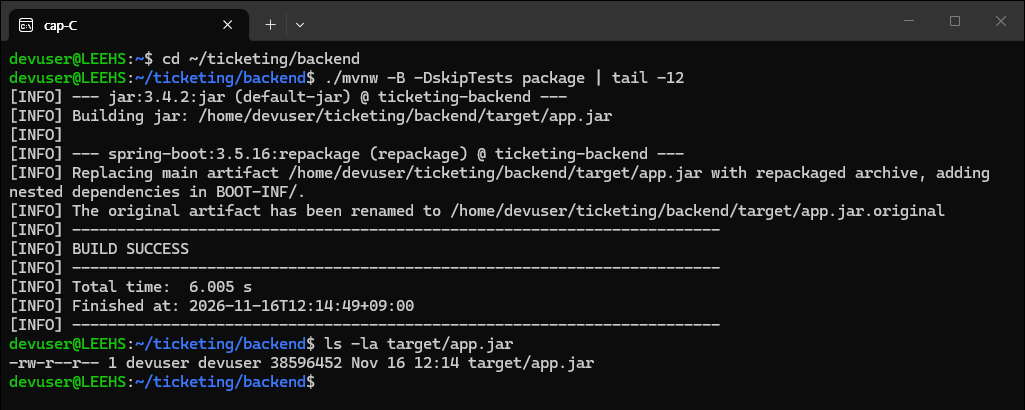 cap-C
devuser@LEEHS:~$ cd ~/ticketing/backend
devuser@LEEHS:~/ticketing/backend$ ./mvnw -B -DskipTests package | tail -12
[INFO] --- jar:3.4.2:jar (default-jar) @ ticketing-backend ---
[INFO] Building jar: /home/devuser/ticketing/backend/target/app.jar
[INFO]
[INFO] --- spring-boot:3.5.16:repackage (repackage) @ ticketing-backend ---
[INFO] Replacing main artifact /home/devuser/ticketing/backend/target/app.jar with repackaged archive, adding
nested dependencies in BOOT-INF/.
[INFO] The original artifact has been renamed to /home/devuser/ticketing/backend/target/app.jar.original
[INFO] ------------------------------------------------------------------------
[INFO] BUILD SUCCESS
[INFO] ------------------------------------------------------------------------
[INFO] Total time:  6.005 s
[INFO] Finished at: 2026-11-16T12:14:49+09:00
[INFO] ------------------------------------------------------------------------
devuser@LEEHS:~/ticketing/backend$ ls -la target/app.jar
-rw-r--r-- 1 devuser devuser 38596452 Nov 16 12:14 target/app.jar
devuser@LEEHS:~/ticketing/backend$